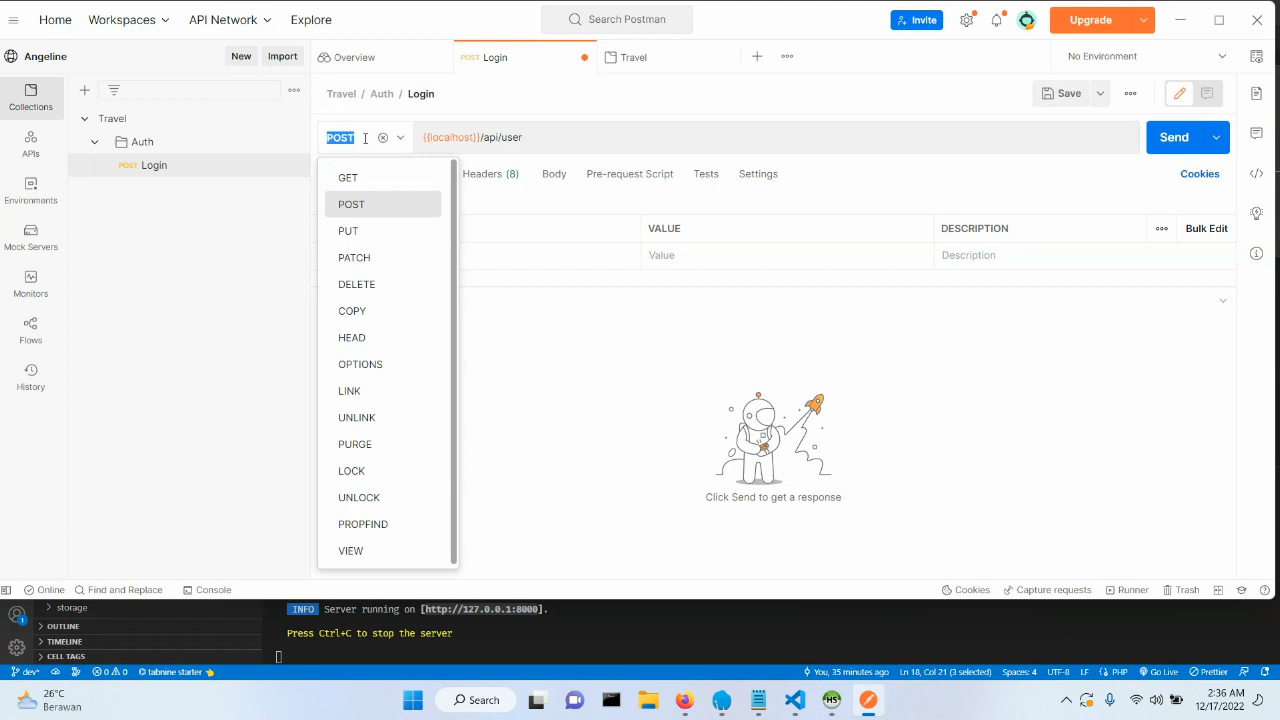 Home Workspaces API Network Explore Search Postman Invite Upgrade
Angeline New Import Overview POST Login Travel No Environment
Collections
APIs
Environments
Mock Servers
Monitors
Flows
History
Travel
Auth
POST Login
Travel / Auth / Login Save
POST {{localhost}}/api/user Send
Headers (8) Body Pre-request Script Tests Settings Cookies
GET
POST
PUT
PATCH
DELETE
COPY
HEAD
OPTIONS
LINK
UNLINK
PURGE
LOCK
UNLOCK
PROPFIND
VIEW
VALUE DESCRIPTION Bulk Edit
Value Description
Click Send to get a response
Online Find and Replace Console Cookies Capture requests Runner Trash
storage
OUTLINE
TIMELINE
CELL TAGS
INFO Server running on [http://127.0.0.1:8000].
Press Ctrl+C to stop the server
1
dev* 0 0 tabnine starter You, 35 minutes ago Ln 18, Col 21 (3 selected) Spaces: 4 UTF-8 LF PHP Go Live Prettier
26°C
Berawan
Search
HS
2:36 AM
12/17/2022